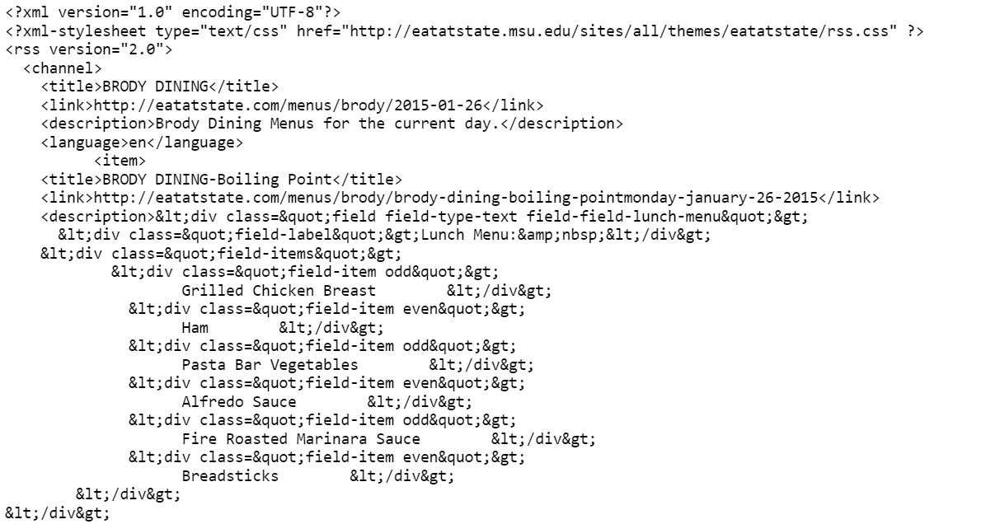 <?xml version="1.0" encoding="UTF-8"?>
<?xml-stylesheet type="text/css" href="http://eatatstate.msu.edu/sites/all/themes/eatatstate/rss.css" ?>
<rss version="2.0">
<channel>
<title>BRODY DINING</title>
<link>http://eatatstate.com/menus/brody/2015-01-26</link>
<description>Brody Dining Menus for the current day.</description>
<language>en</language>
<item>
<title>BRODY DINING-Boiling Point</title>
<link>http://eatatstate.com/menus/brody/brody-dining-boiling-pointmonday-january-26-2015</link>
<description>&lt;div class=&quot;field field-type-text field-field-lunch-menu&quot;&gt;
&lt;div class=&quot;field-label&quot;&gt;Lunch Menu:&amp;nbsp;&lt;/div&gt;
&lt;div class=&quot;field-items&quot;&gt;
&lt;div class=&quot;field-item odd&quot;&gt;
Grilled Chicken Breast &lt;/div&gt;
&lt;div class=&quot;field-item even&quot;&gt;
Ham &lt;/div&gt;
&lt;div class=&quot;field-item odd&quot;&gt;
Pasta Bar Vegetables &lt;/div&gt;
&lt;div class=&quot;field-item even&quot;&gt;
Alfredo Sauce &lt;/div&gt;
&lt;div class=&quot;field-item odd&quot;&gt;
Fire Roasted Marinara Sauce &lt;/div&gt;
&lt;div class=&quot;field-item even&quot;&gt;
Breadsticks &lt;/div&gt;
&lt;/div&gt;
&lt;/div&gt;